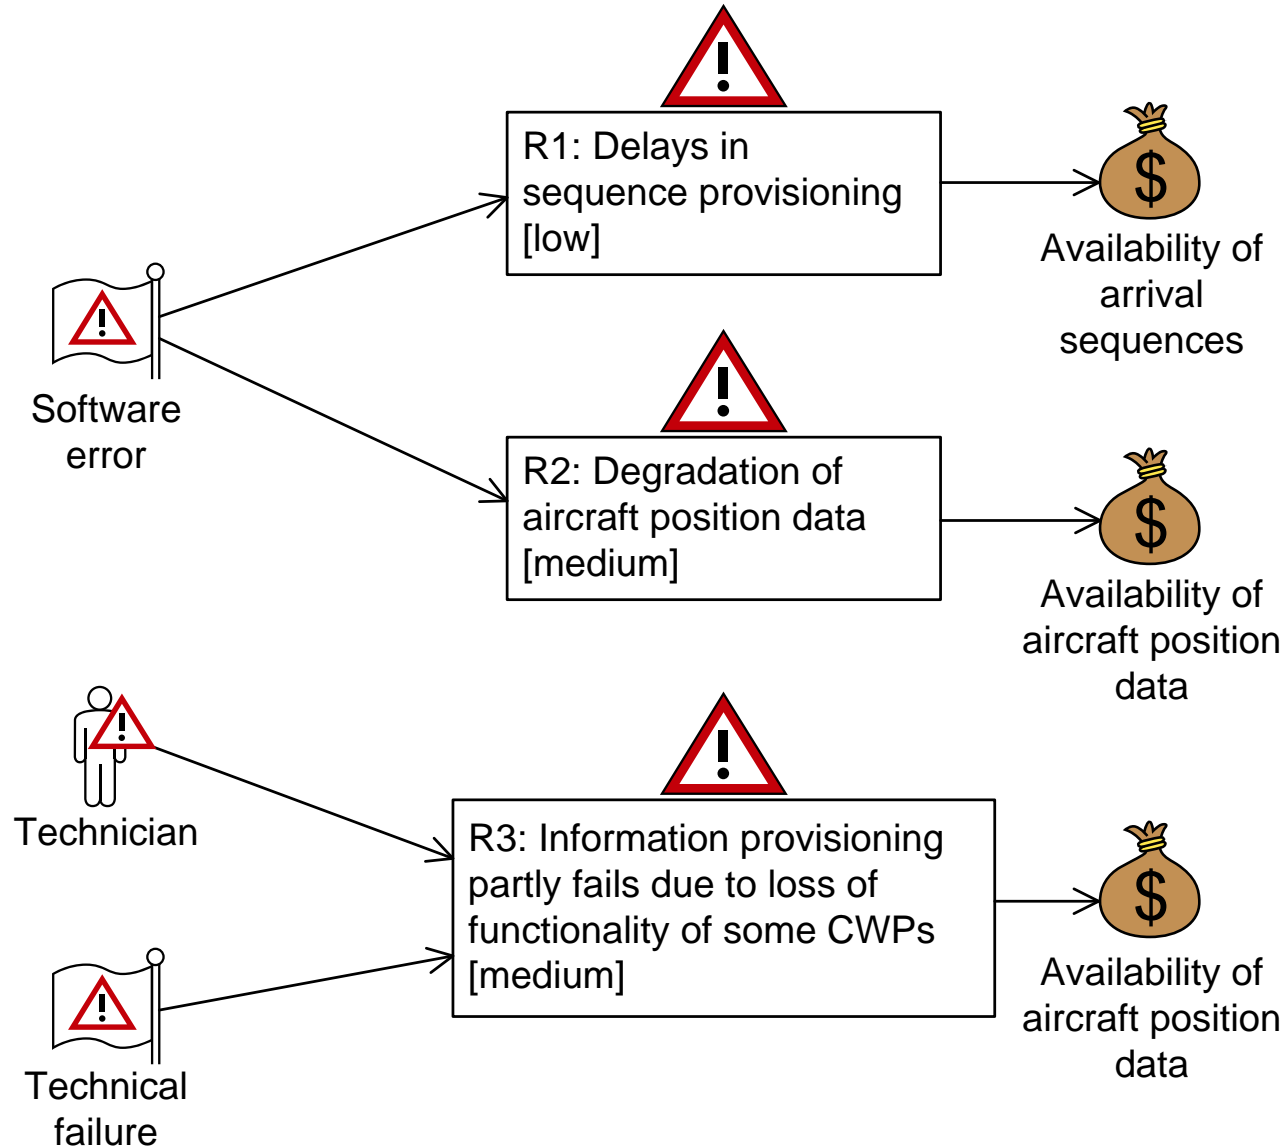 R1: Delays in
sequence provisioning
[low]
$
Availability of
arrival
sequences
Software
error
R2: Degradation of
aircraft position data
[medium]
$
Availability of
aircraft position
data
Technician
R3: Information provisioning
partly fails due to loss of
functionality of some CWPs
[medium]
$
Availability of
aircraft position
data
Technical
failure